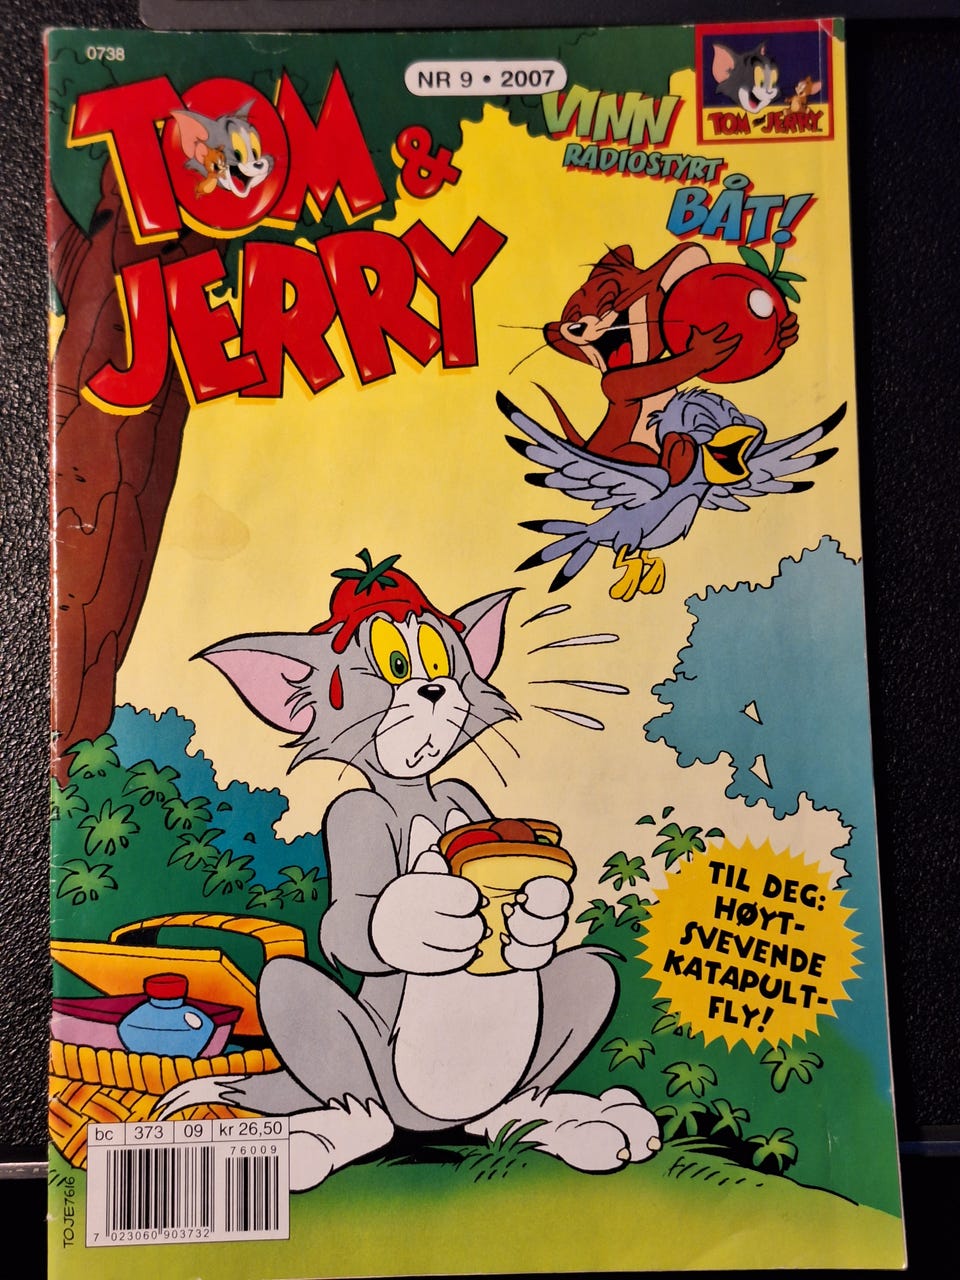 0738
NR 9 • 2007
TOM
&
JERRY
VINN
RADIOSTYRT
BÅT!
TOM AND JERRY
TIL DEG:
HØYT-
SVEVENDE
KATAPULT-
FLY!
bc 373 09 kr 26,50
76009
7 023060 903732
TOJE7616